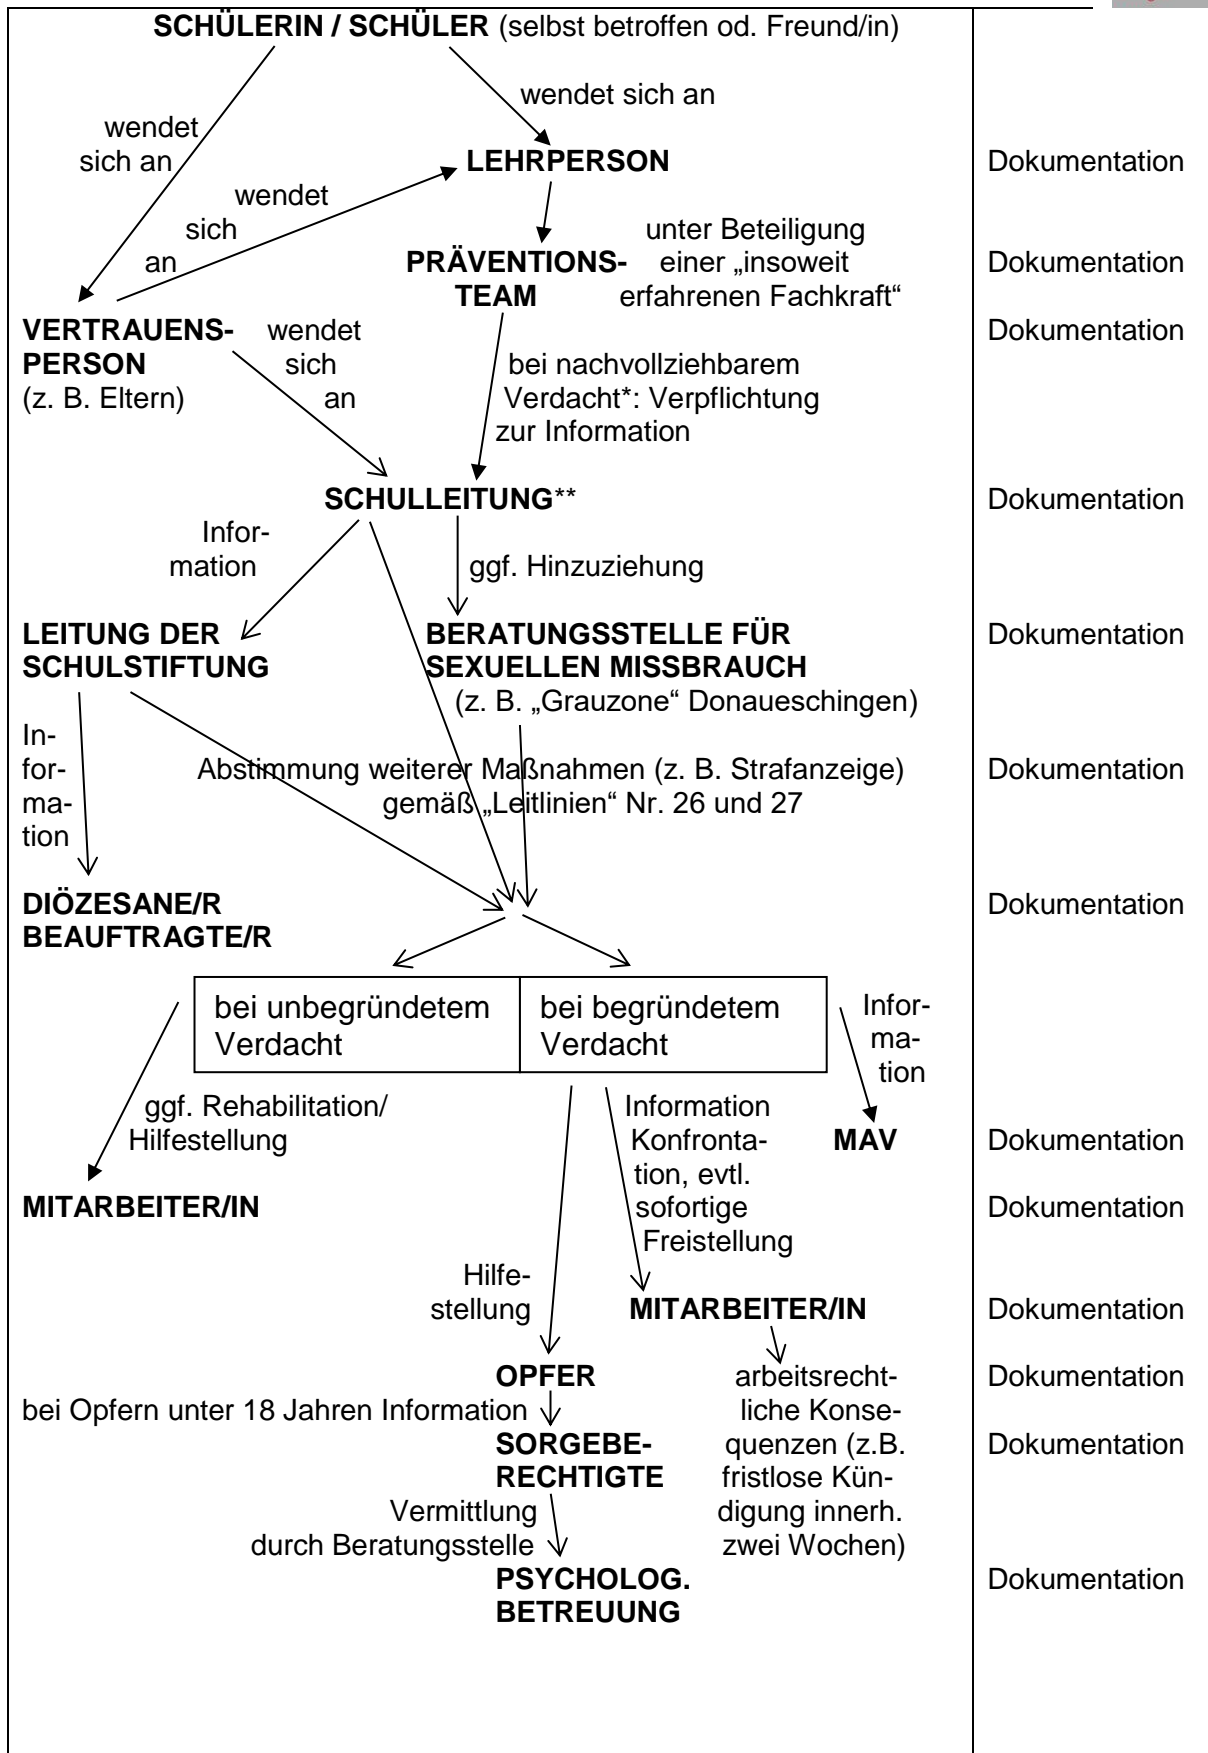 SCHÜLERIN / SCHÜLER (selbst betroffen od. Freund/in)
wendet sich an
wendet
sich an
LEHRPERSON
Dokumentation
wendet
sich
an
unter Beteiligung
PRÄVENTIONS- einer „insoweit
TEAM erfahrenen Fachkraft“
Dokumentation
VERTRAUENS-
PERSON
(z. B. Eltern)
wendet
sich
an
Dokumentation
bei nachvollziehbarem
Verdacht*: Verpflichtung
zur Information
SCHULLEITUNG**
Dokumentation
Infor-
mation
ggf. Hinzuziehung
LEITUNG DER
SCHULSTIFTUNG
BERATUNGSSTELLE FÜR
SEXUELLEN MISSBRAUCH
(z. B. „Grauzone“ Donaueschingen)
Dokumentation
In-
for-
ma-
tion
Abstimmung weiterer Maßnahmen (z. B. Strafanzeige)
gemäß „Leitlinien“ Nr. 26 und 27
Dokumentation
DIÖZESANE/R
BEAUFTRAGTE/R
Dokumentation
bei unbegründetem
Verdacht
bei begründetem
Verdacht
Infor-
ma-
tion
ggf. Rehabilitation/
Hilfestellung
Information
Konfronta-
tion, evtl.
sofortige
Freistellung
MAV
Dokumentation
MITARBEITER/IN
Dokumentation
Hilfe-
stellung
MITARBEITER/IN
Dokumentation
OPFER
Dokumentation
arbeitsrecht-
liche Konse-
quenzen (z.B.
fristlose Kün-
digung innerh.
zwei Wochen)
bei Opfern unter 18 Jahren Information
SORGEBE-
RECHTIGTE
Dokumentation
Vermittlung
durch Beratungsstelle
PSYCHOLOG.
BETREUUNG
Dokumentation